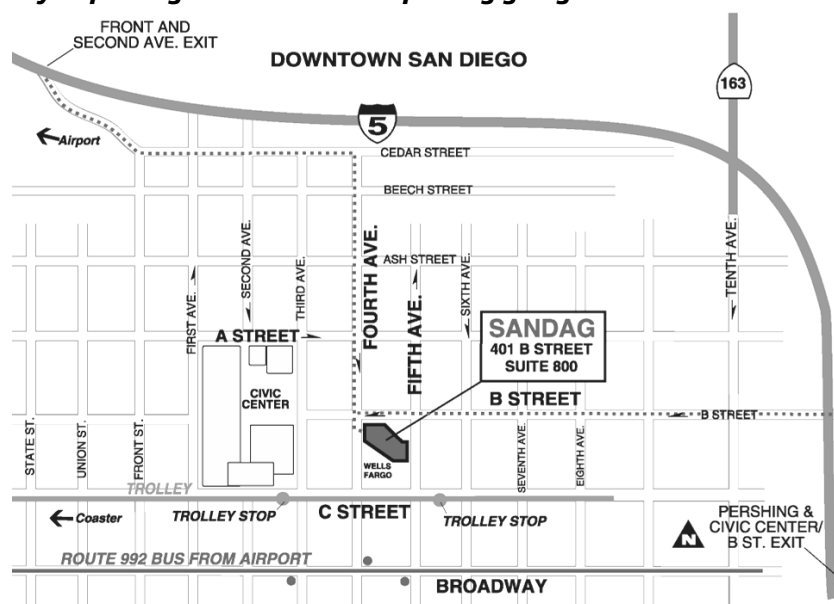 FRONT AND
SECOND AVE. EXIT
DOWNTOWN SAN DIEGO
163
5
Airport
CEDAR STREET
BEECH STREET
SECOND AVE.
FOURTH AVE.
TENTH AVE.
ASH STREET
THIRD AVE.
SIXTH AVE.
FIRST AVE.
FIFTH AVE.
A STREET
SANDAG
401 B STREET
SUITE 800
CIVIC
CENTER
B STREET
B STREET
STATE ST.
UNION ST.
FRONT ST.
SEVENTH AVE.
EIGHTH AVE.
WELLS
FARGO
TROLLEY
Coaster
TROLLEY STOP
C STREET
TROLLEY STOP
PERSHING &
CIVIC CENTER/
B ST. EXIT
N
ROUTE 992 BUS FROM AIRPORT
BROADWAY